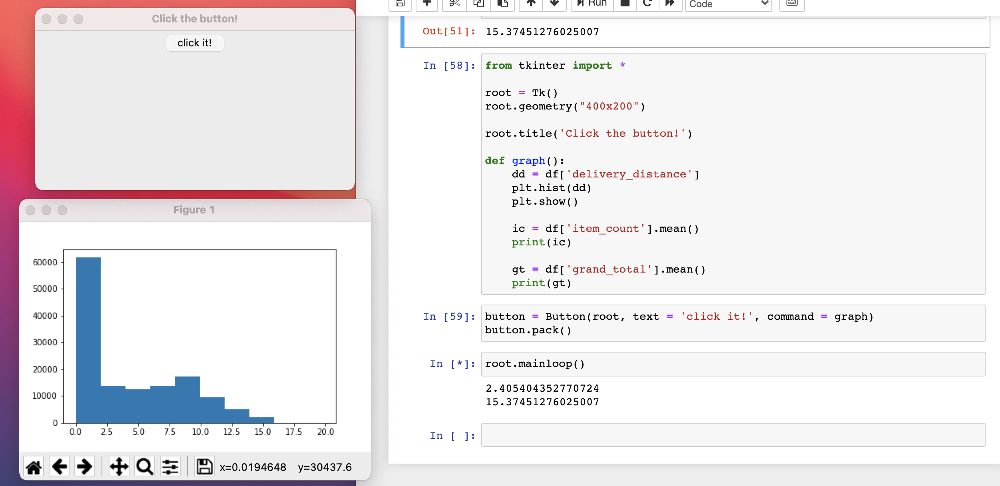 Click the button!
click it!
Figure 1
60000
50000
40000
30000
20000
10000
0
0.0 2.5 5.0 7.5 10.0 12.5 15.0 17.5 20.0
x=0.0194648 y=30437.6
Run
Code
Out[51]: 15.37451276025007
In [58]: from tkinter import *
root = Tk()
root.geometry("400x200")
root.title('Click the button!')
def graph():
    dd = df['delivery_distance']
    plt.hist(dd)
    plt.show()
    ic = df['item_count'].mean()
    print(ic)
    gt = df['grand_total'].mean()
    print(gt)
In [59]: button = Button(root, text = 'click it!', command = graph)
button.pack()
In [*]: root.mainloop()
2.405404352770724
15.37451276025007
In [ ]: